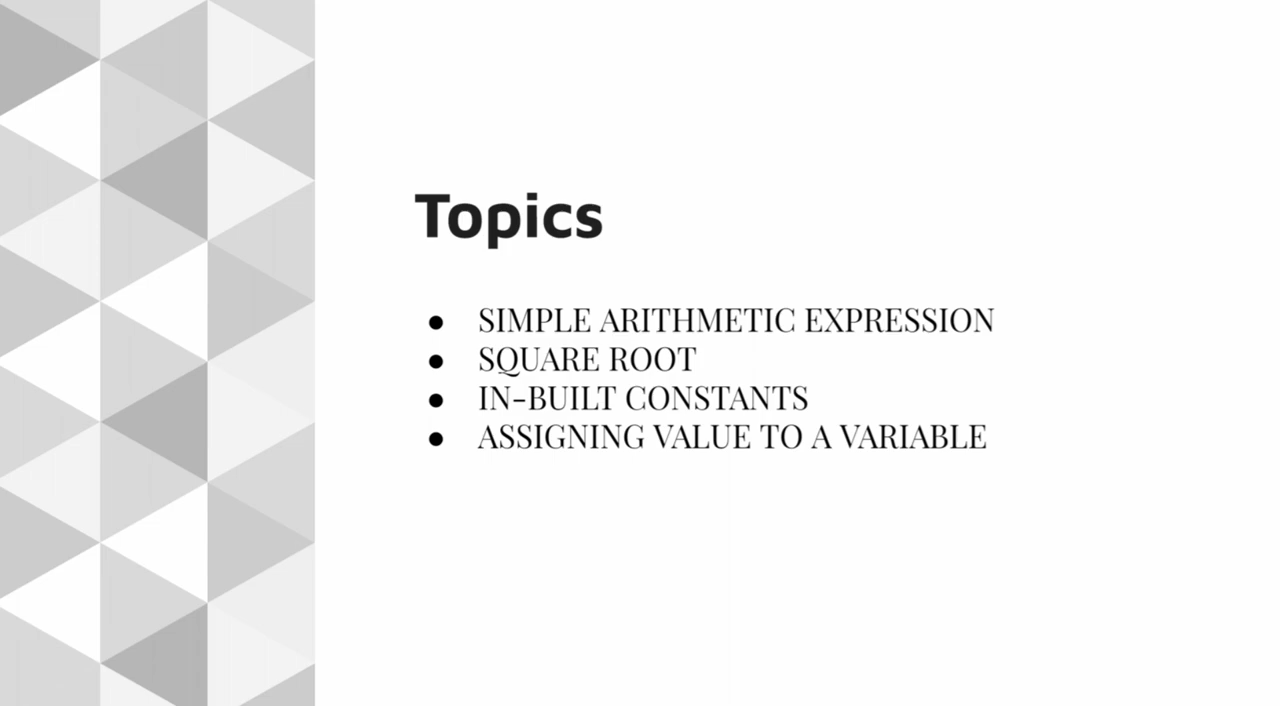 Topics
● SIMPLE ARITHMETIC EXPRESSION
● SQUARE ROOT
● IN-BUILT CONSTANTS
● ASSIGNING VALUE TO A VARIABLE